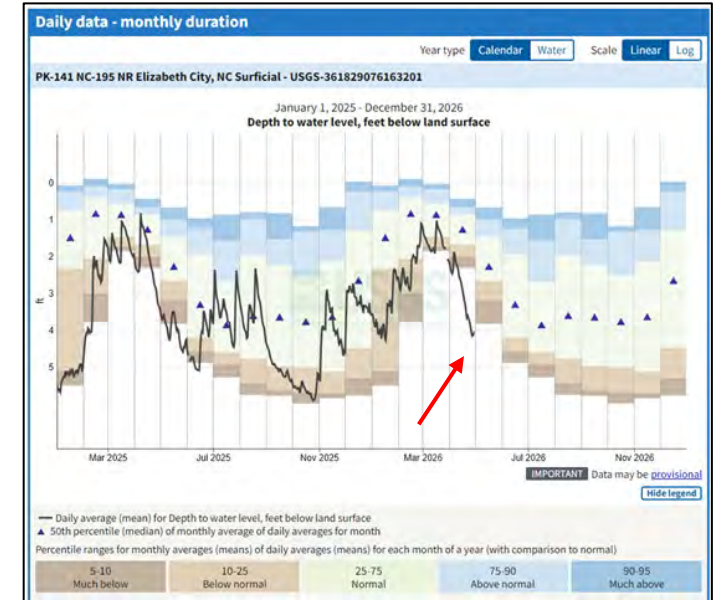 Daily data - monthly duration
Year type Calendar Water Scale Linear Log
PK-141 NC-195 NR Elizabeth City, NC Surficial - USGS-361829076163201
January 1, 2025 - December 31, 2026
Depth to water level, feet below land surface
0
1
2
3
ft
4
5
Mar 2025 Jul 2025 Nov 2025 Mar 2026 Jul 2026 Nov 2026
IMPORTANT Data may be provisional
Hide legend
Daily average (mean) for Depth to water level, feet below land surface
50th percentile (median) of monthly average of daily averages for month
Percentile ranges for monthly averages (means) of daily averages (means) for each month of a year (with comparison to normal)
5-10 10-25 25-75 75-90 90-95
Much below Below normal Normal Above normal Much above